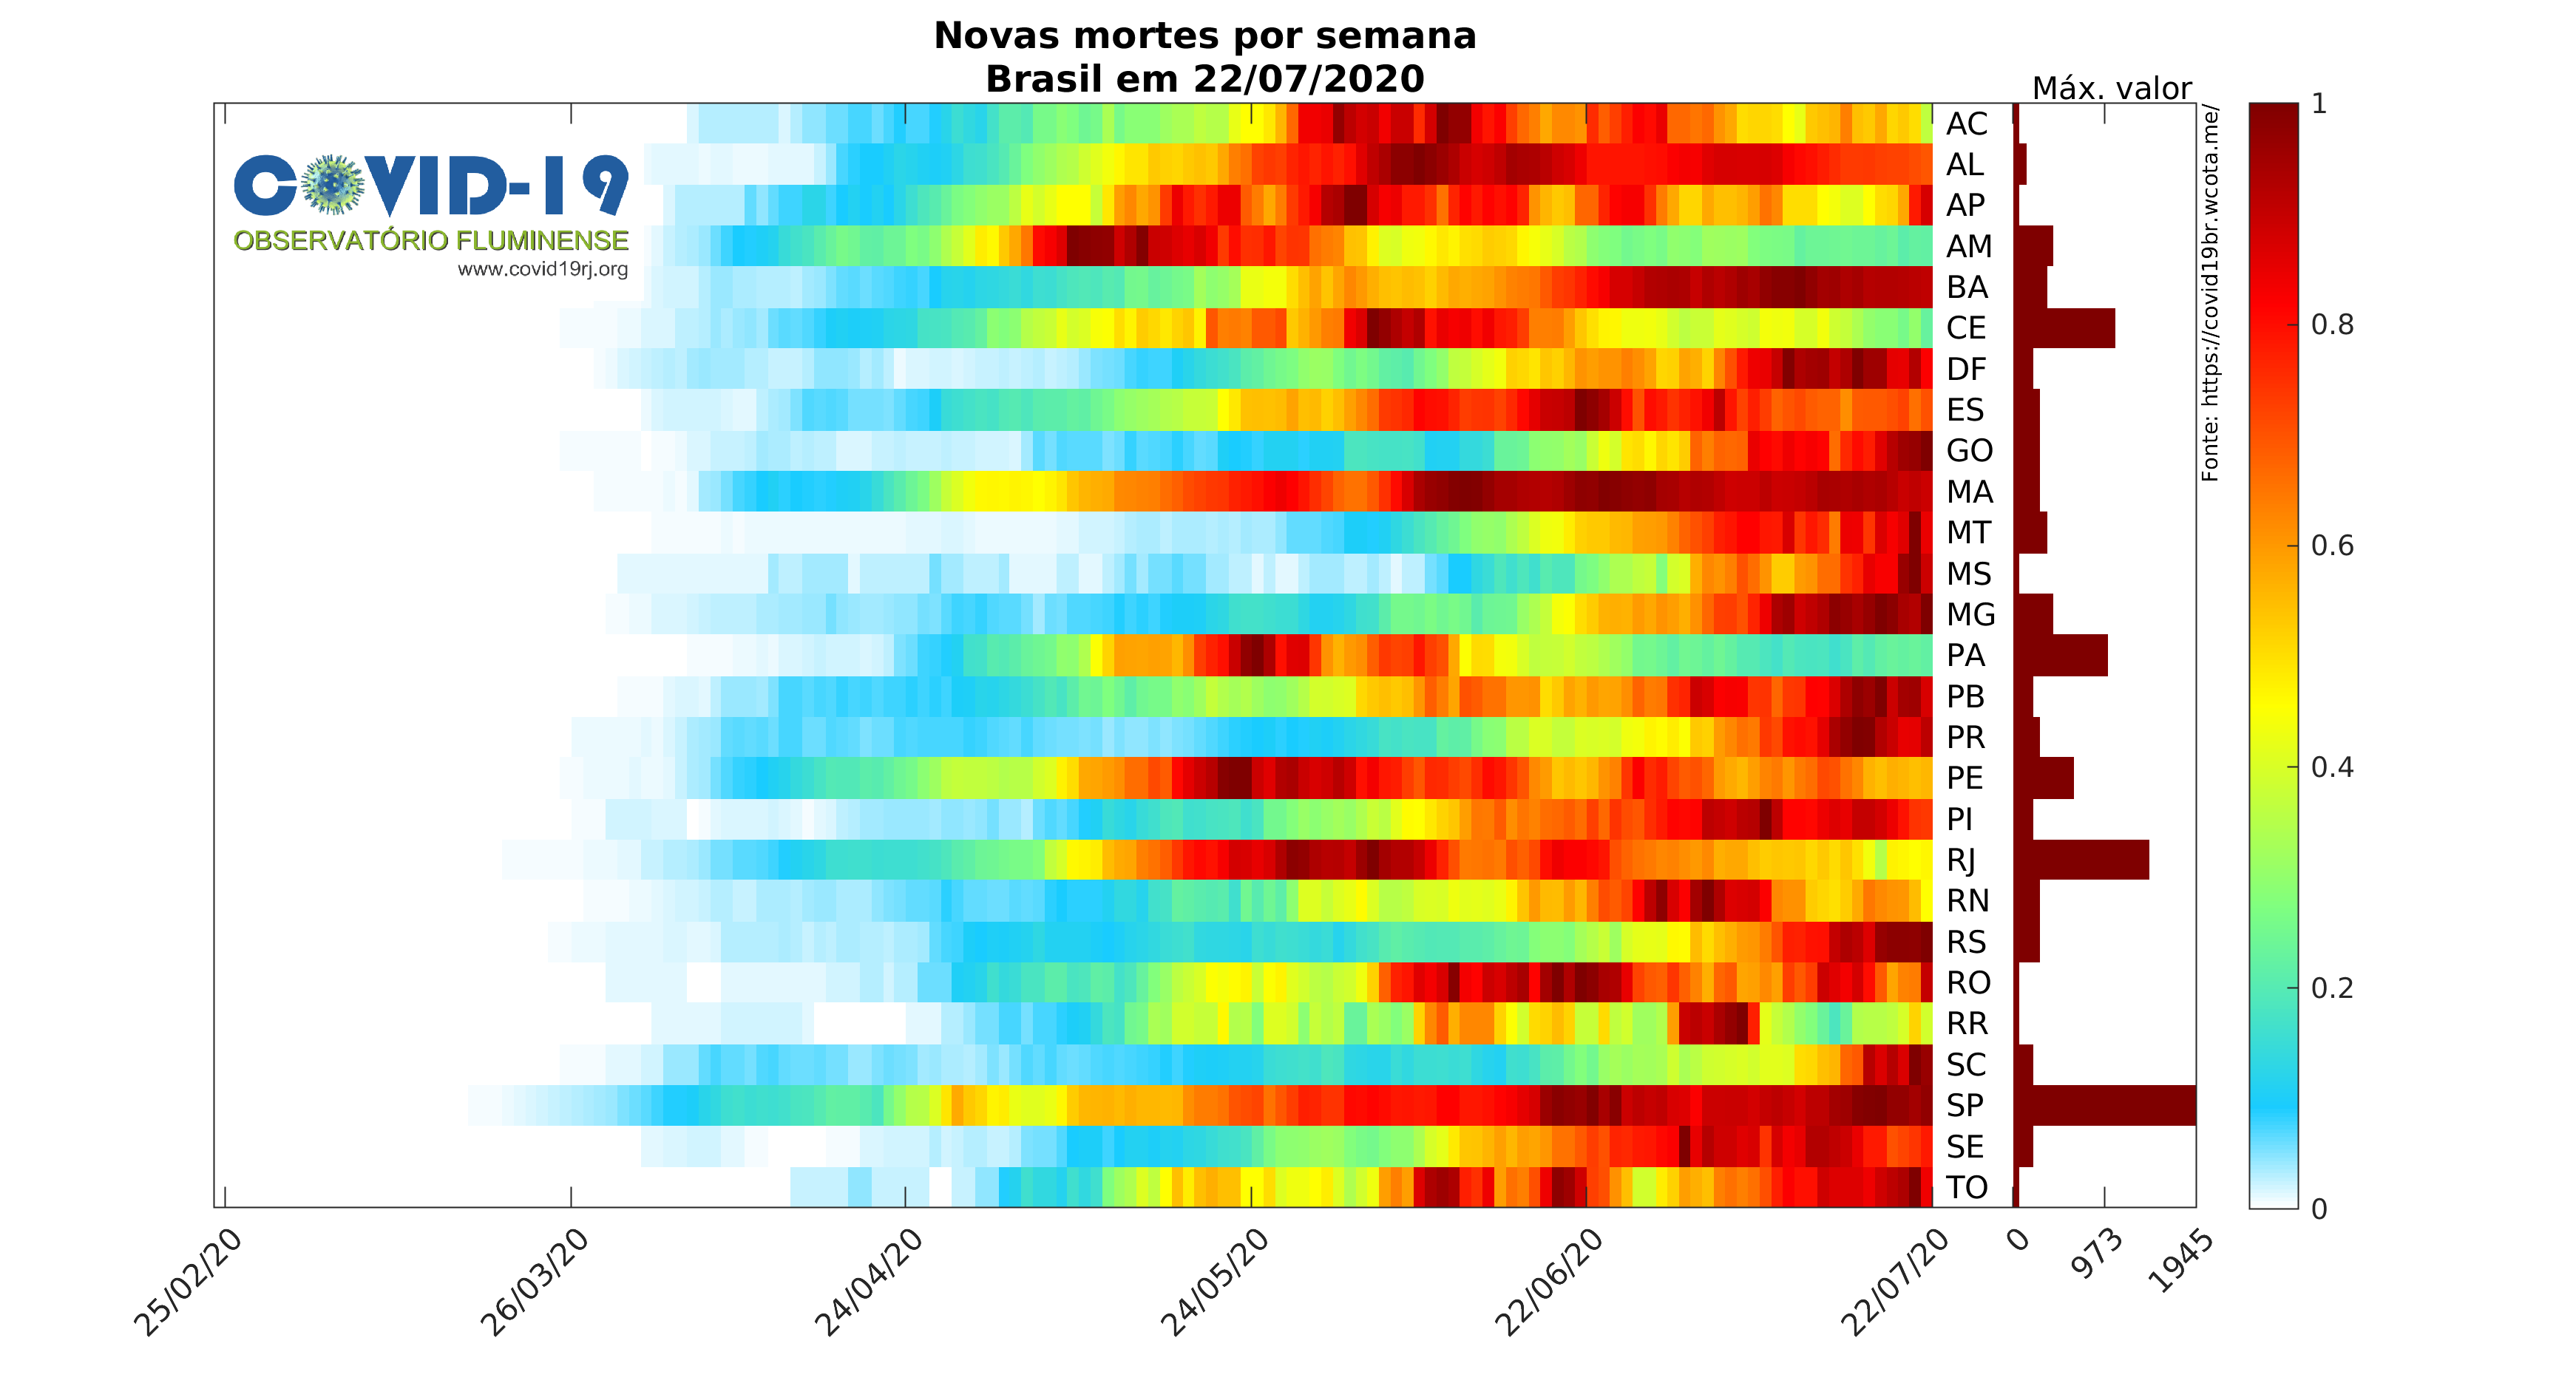 Novas mortes por semana
Brasil em 22/07/2020
Máx. valor
COVID-19
OBSERVATÓRIO FLUMINENSE
www.covid19rj.org
AC
AL
AP
AM
BA
CE
DF
ES
GO
MA
MT
MS
MG
PA
PB
PR
PE
PI
RJ
RN
RS
RO
RR
SC
SP
SE
TO
Fonte: https://covid19br.wcota.me/
1
0.8
0.6
0.4
0.2
0
25/02/20
26/03/20
24/04/20
24/05/20
22/06/20
22/07/20
0
973
1945